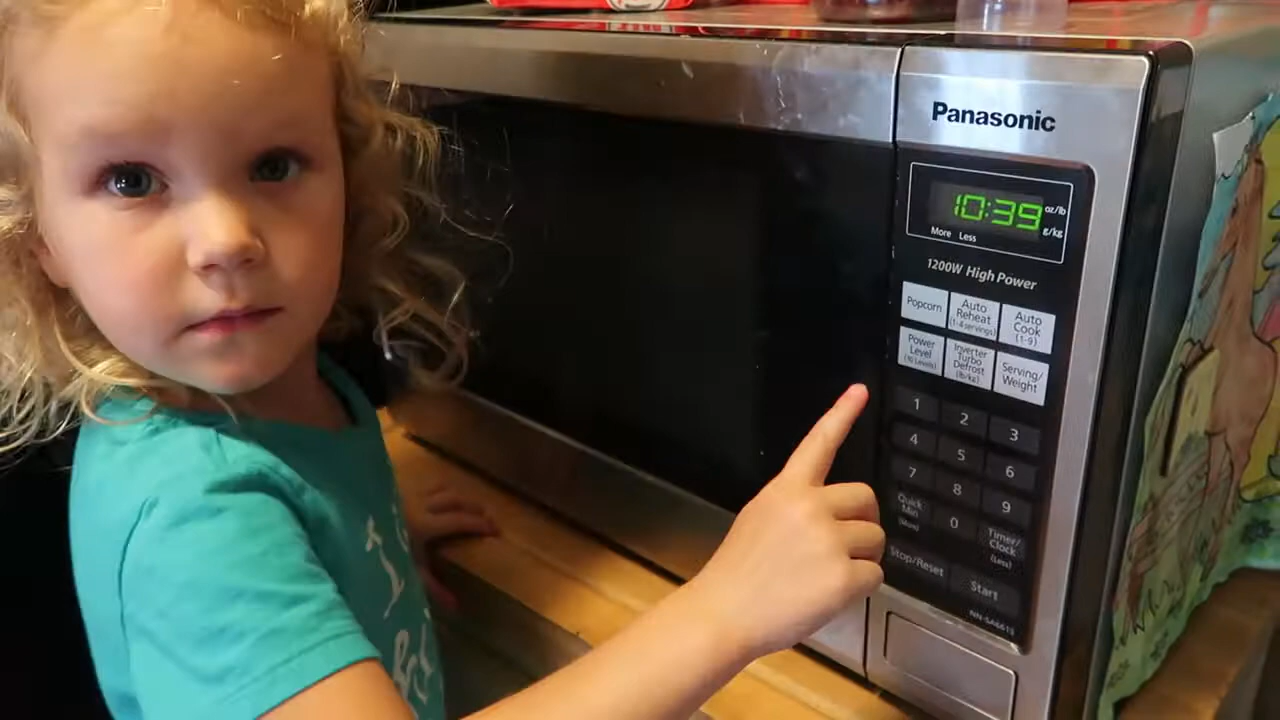 Panasonic
10:39
oz/lb
g/kg
More Less
1200W High Power
Popcorn
Auto
Reheat
(1-4 servings)
Auto
Cook
(1-9)
Power
Level
(10 Levels)
Inverter
Turbo
Defrost
(lb/kg)
Serving/
Weight
1 2 3
4 5 6
7 8 9
Quick
Min
(More)
0
Timer/
Clock
(Less)
Stop/Reset
Start